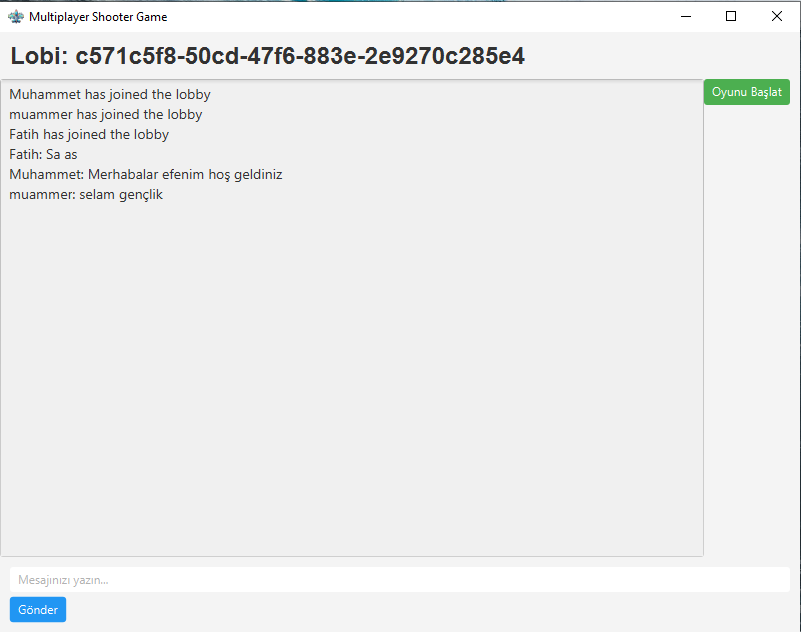 Multiplayer Shooter Game
Lobi: c571c5f8-50cd-47f6-883e-2e9270c285e4
Muhammet has joined the lobby
muammer has joined the lobby
Fatih has joined the lobby
Fatih: Sa as
Muhammet: Merhabalar efenim hoş geldiniz
muammer: selam gençlik
Oyunu Başlat
Mesajınızı yazın...
Gönder